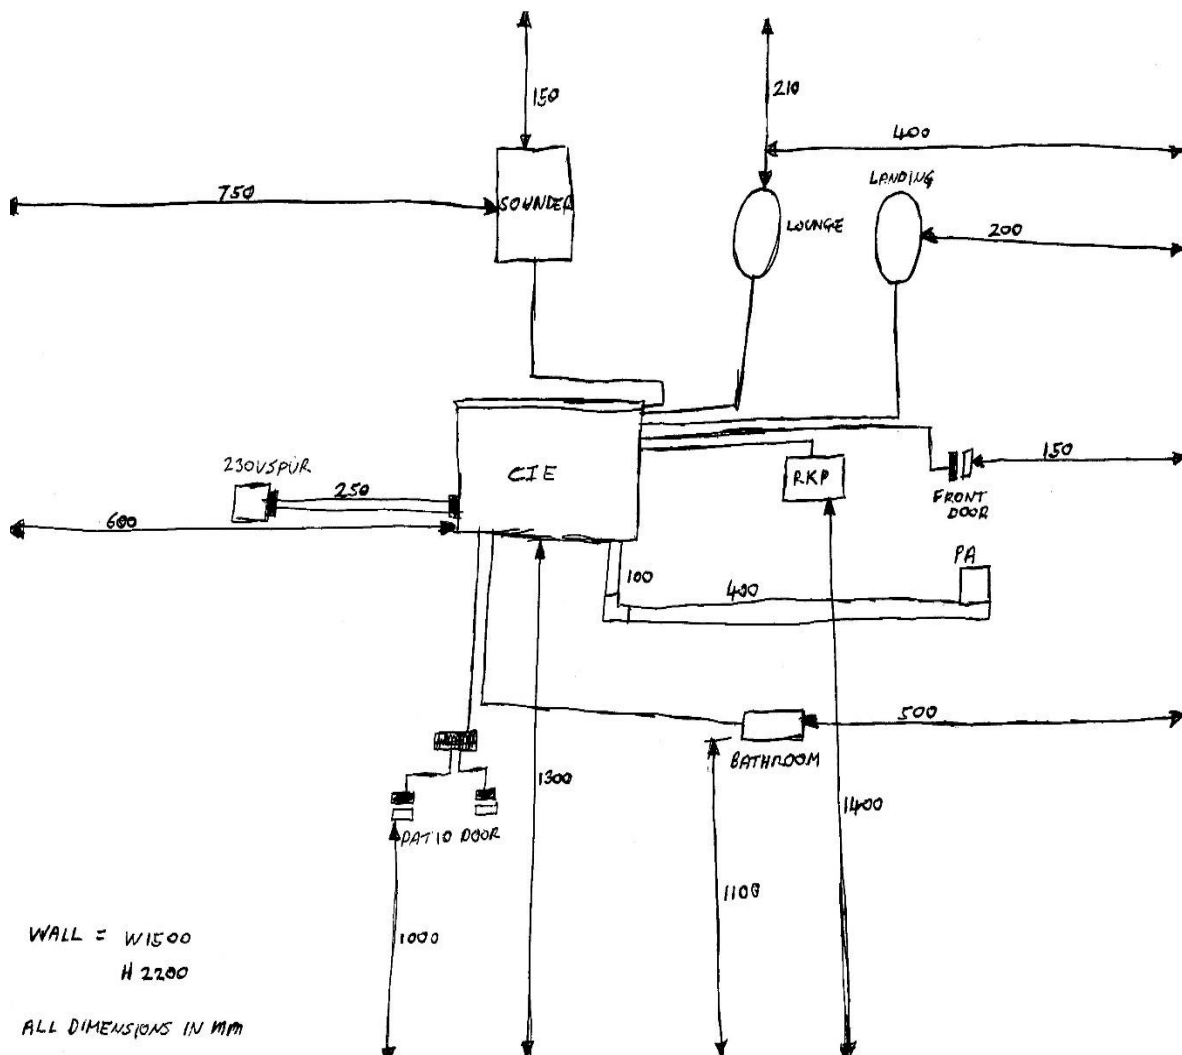 150
210
400
LANDING
750
SOUNDER
LOUNGE
200
230V SPUR
250
CIE
RKP
150
600
FRONT
DOOR
PA
100
400
500
BATHROOM
1300
1400
PATIO DOOR
1100
1000
WALL = W1500
H 2200
ALL DIMENSIONS IN mm